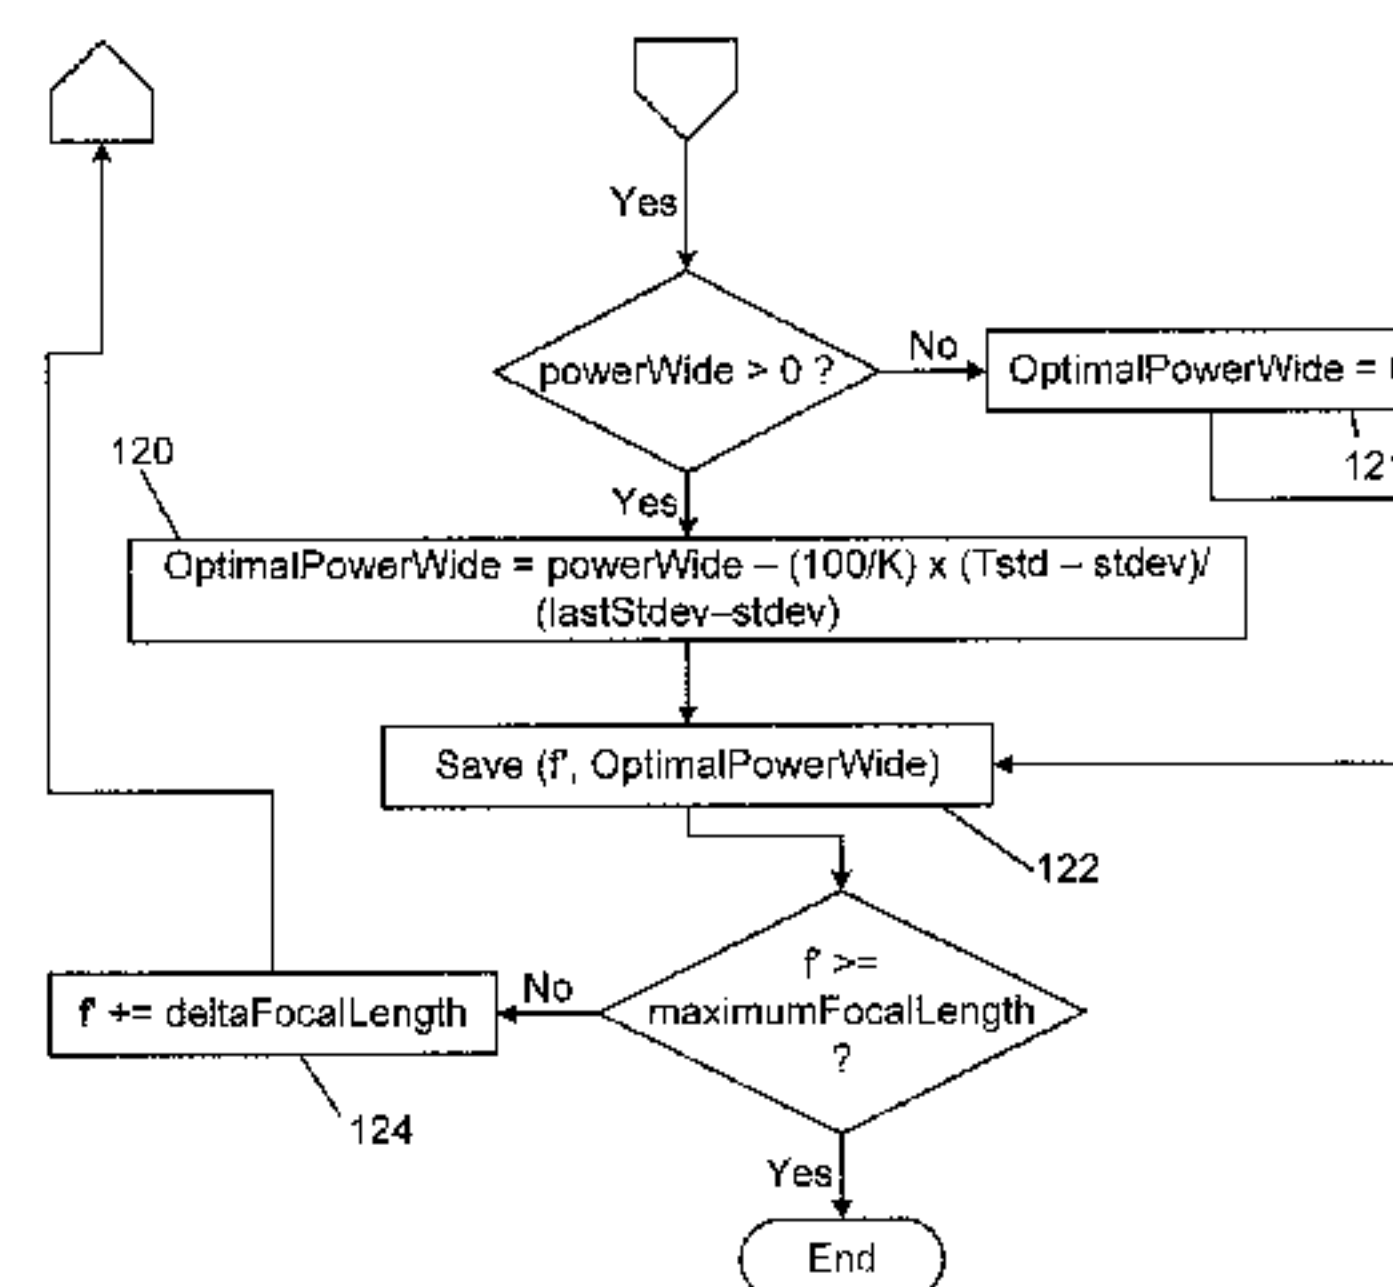 Yes
powerWide > 0 ?
No
OptimalPowerWide =
120
Yes
OptimalPowerWide = powerWide – (100/K) x (Tstd – stdev)/
(lastStdev–stdev)
Save (f', OptimalPowerWide)
122
f' >=
maximumFocalLength
?
No
f' += deltaFocalLength
124
Yes
End